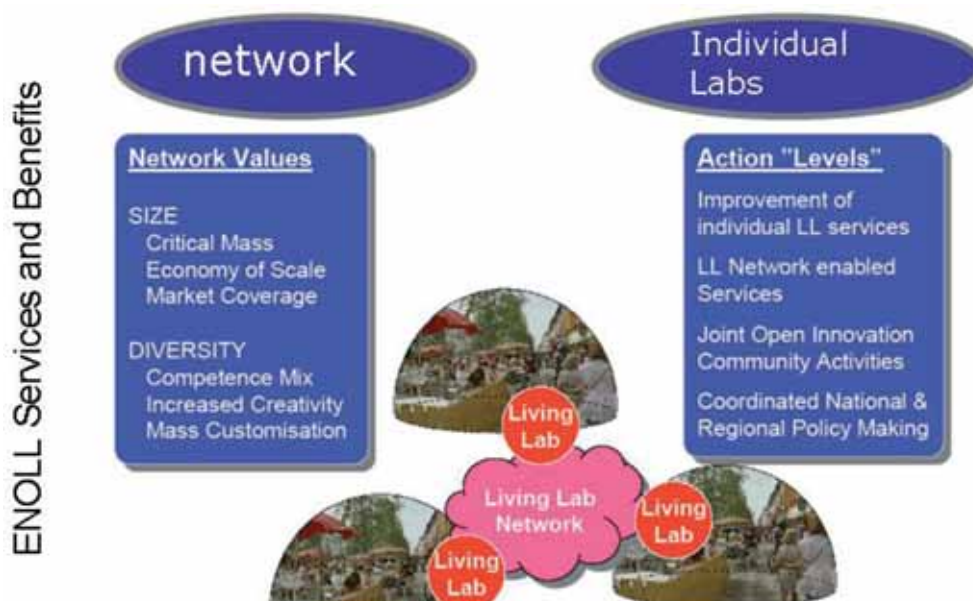 ENOLL Services and Benefits
network
Individual
Labs
Network Values
SIZE
Critical Mass
Economy of Scale
Market Coverage
DIVERSITY
Competence Mix
Increased Creativity
Mass Customisation
Action "Levels"
Improvement of
individual LL services
LL Network enabled
Services
Joint Open Innovation
Community Activities
Coordinated National &
Regional Policy Making
Living
Lab
Living Lab
Network
Living
Lab
Living
Lab